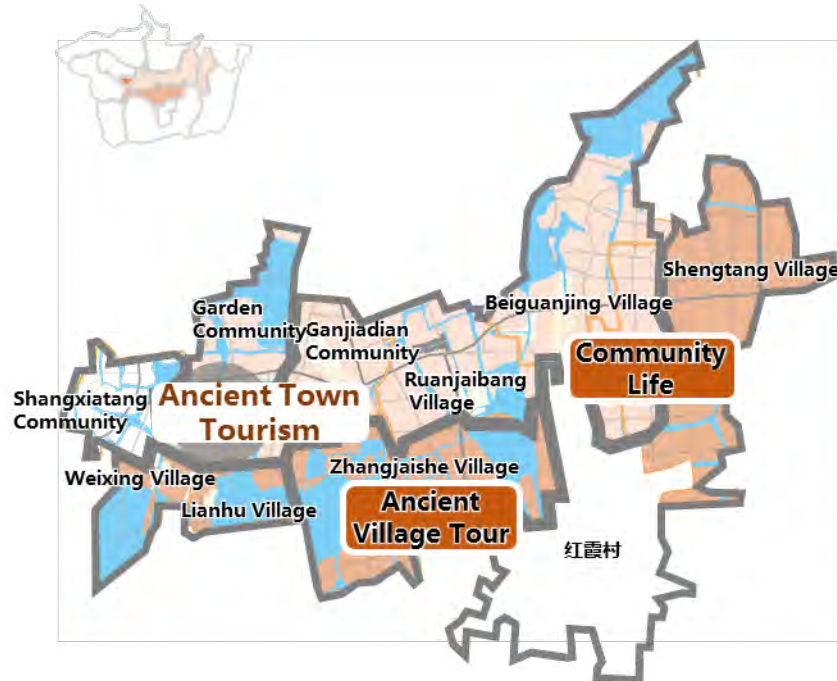 Shengtang Village
Beiguanjing Village
Garden
Community
Ganjiadian
Community
Community
Life
Ruanjaibang
Village
Shangxiatang
Community
Ancient Town
Tourism
Zhangjaishe Village
Weixing Village
Lianhu Village
Ancient
Village Tour
红霞村